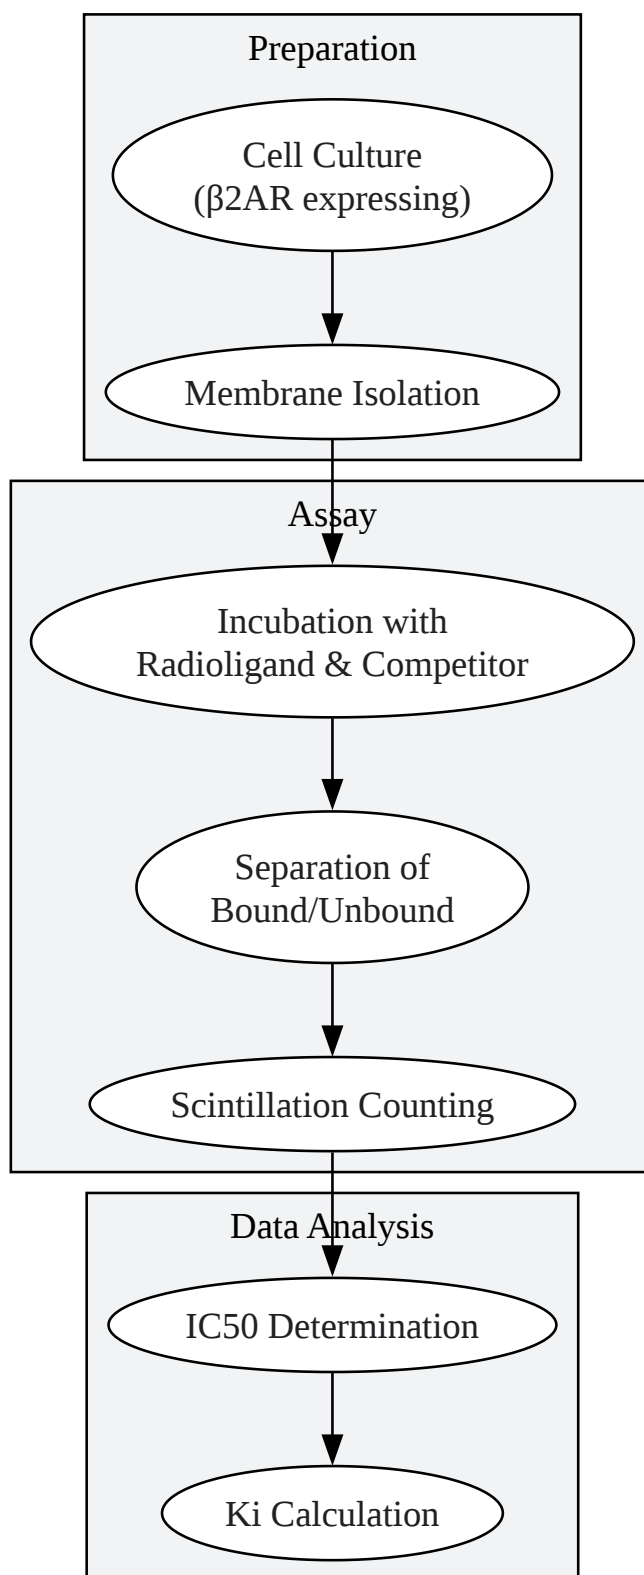 Preparation
Cell Culture
(β2AR expressing)
Membrane Isolation
Assay
Incubation with
Radioligand & Competitor
Separation of
Bound/Unbound
Scintillation Counting
Data Analysis
IC50 Determination
Ki Calculation